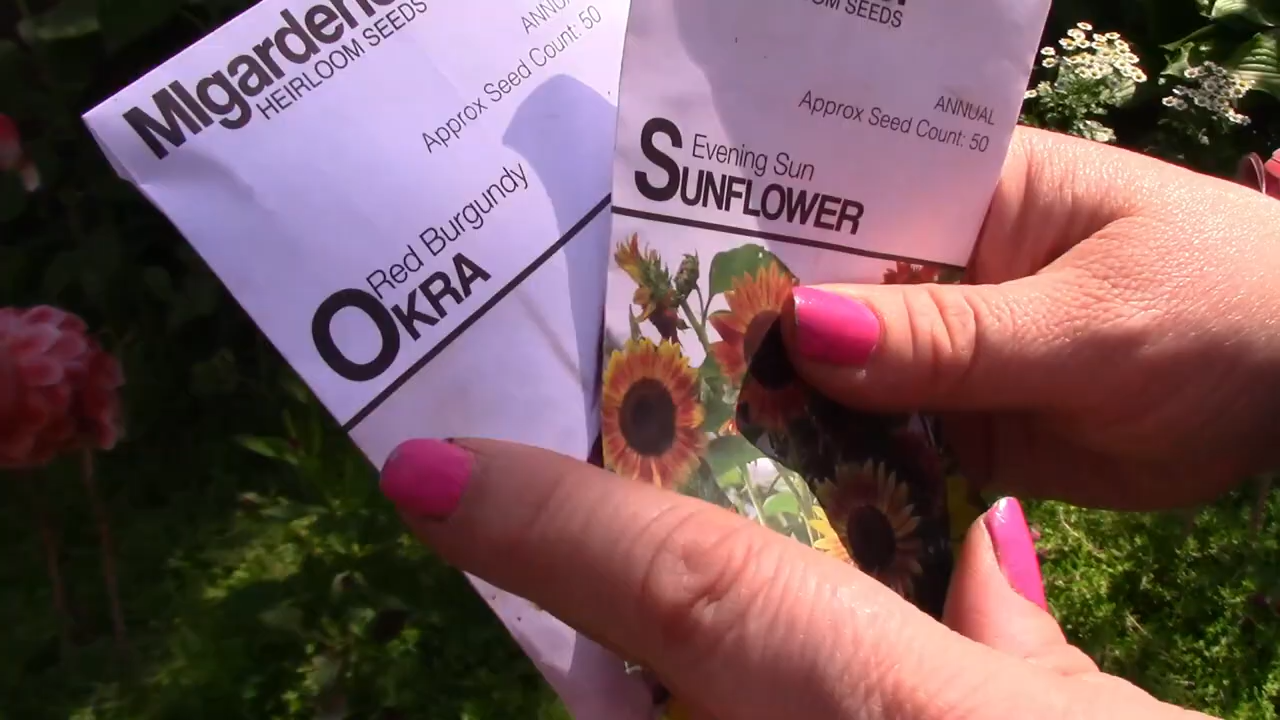 MIgardener
HEIRLOOM SEEDS
ANNUAL
Approx Seed Count: 50
Red Burgundy
OKRA
SEEDS
ANNUAL
Approx Seed Count: 50
Evening Sun
SUNFLOWER